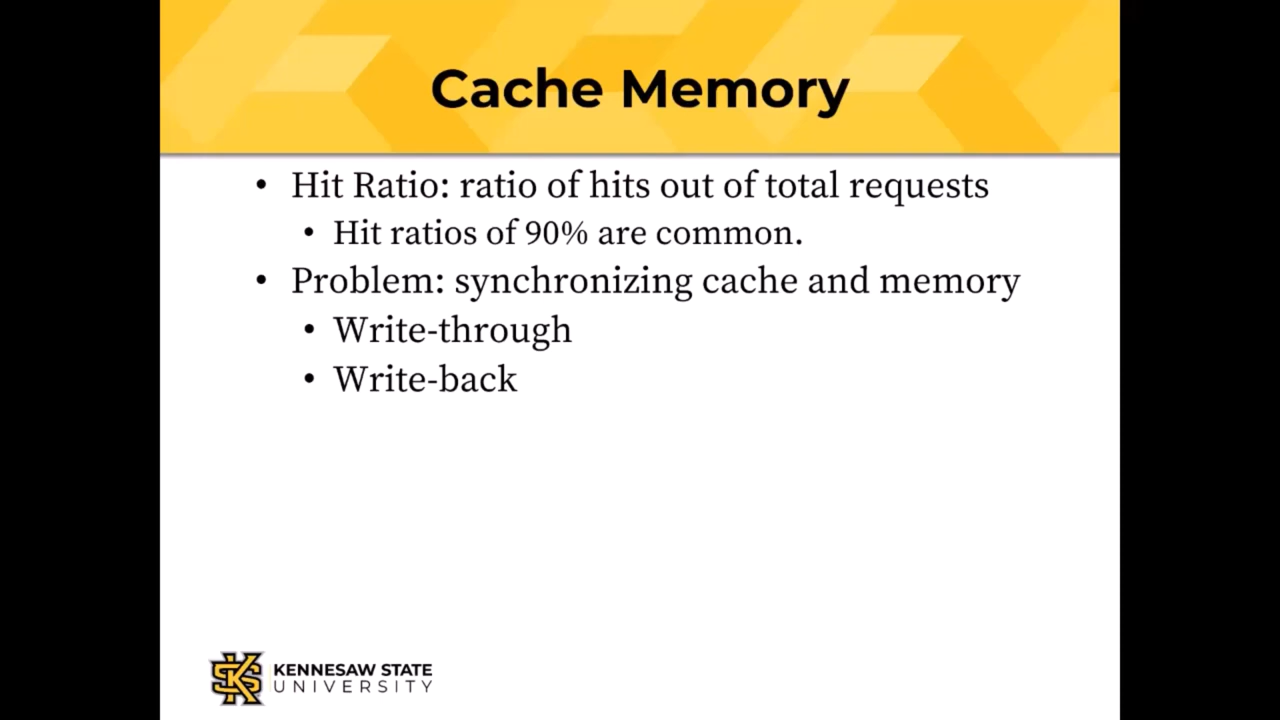 Cache Memory
• Hit Ratio: ratio of hits out of total requests
• Hit ratios of 90% are common.
• Problem: synchronizing cache and memory
• Write-through
• Write-back
KENNESAW STATE
UNIVERSITY